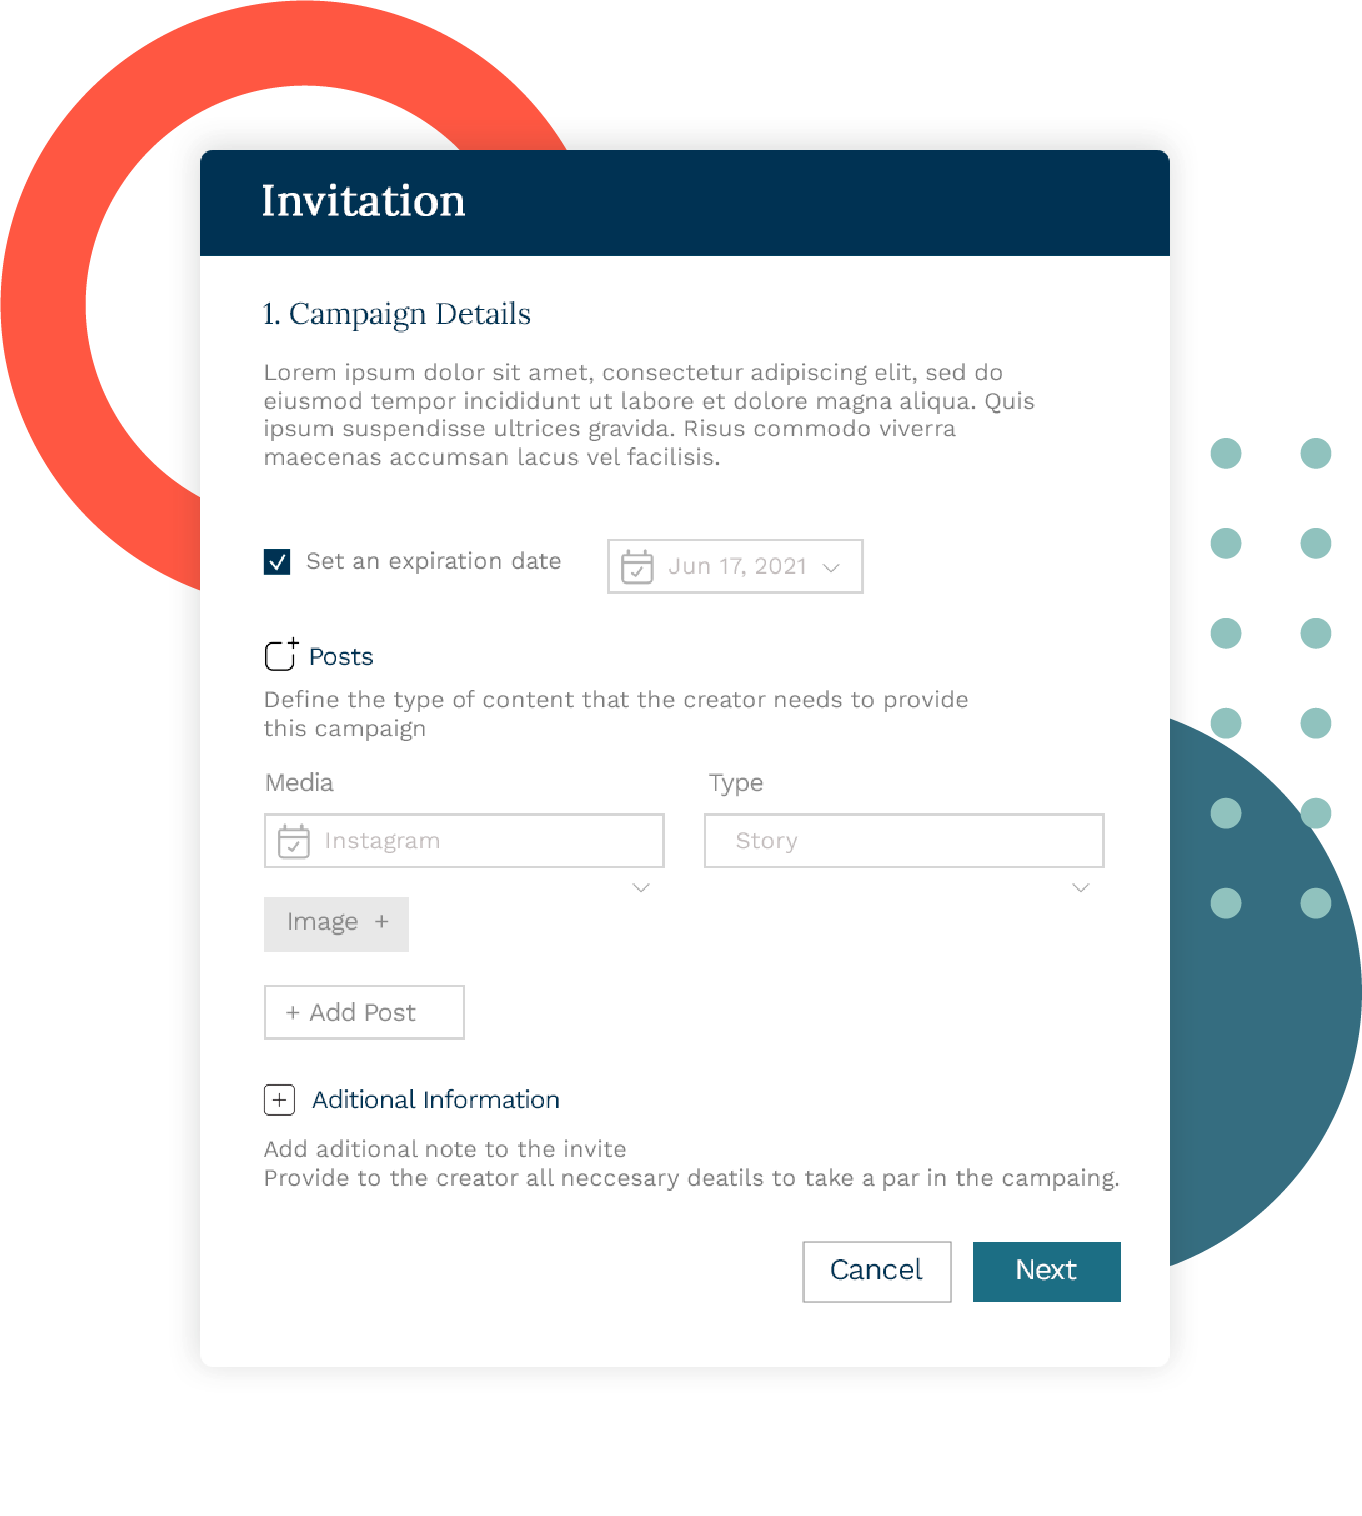 Invitation
1. Campaign Details
Lorem ipsum dolor sit amet, consectetur adipiscing elit, sed do
eiusmod tempor incididunt ut labore et dolore magna aliqua. Quis
ipsum suspendisse ultrices gravida. Risus commodo viverra
maecenas accumsan lacus vel facilisis.
Set an expiration date
Jun 17, 2021
Posts
Define the type of content that the creator needs to provide
this campaign
Media
Type
Instagram
Story
Image +
+ Add Post
Aditional Information
Add aditional note to the invite
Provide to the creator all neccesary deatils to take a par in the campaing.
Cancel
Next